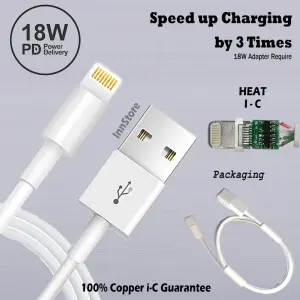 18W
PD Power
Delivery
Speed up Charging
by 3 Times
18W Adapter Require
HEAT
I - C
InnStore
Packaging
100% Copper i-C Guarantee